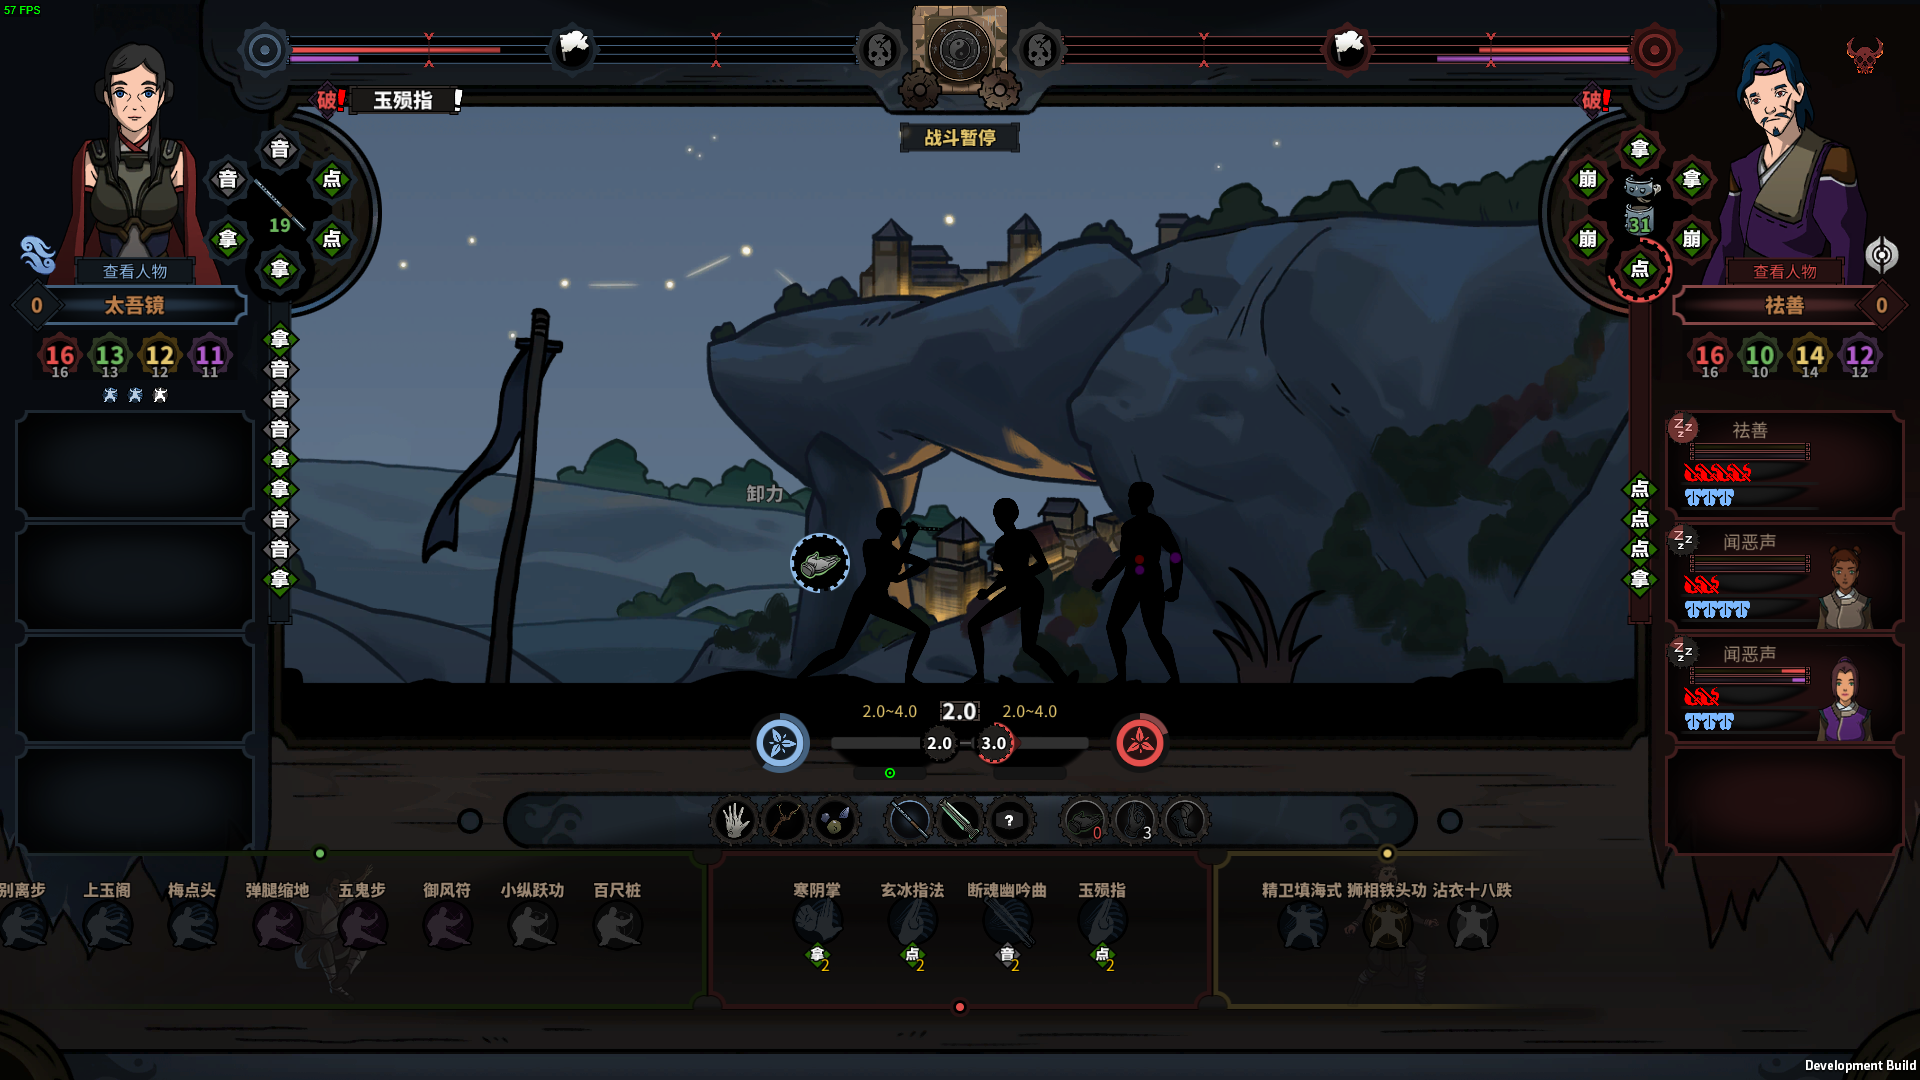 57 FPS
破! 玉殒指 !
破!
战斗暂停
音
音 点
19
拿 点
拿
拿
崩 拿
31
崩 崩
点
查看人物
查看人物
0 太吾镜
祛善 0
16 13 12 11
16 13 12 11
16 10 14 12
16 10 14 12
拿
音
音
音
拿
拿
音
音
拿
点
点
点
拿
卸力
Zzz 祛善
Zzz 闻恶声
Zzz 闻恶声
2.0~4.0 2.0 2.0~4.0
2.0 3.0
? 0 3
别离步 上玉阁 梅点头 弹腿缩地 五鬼步 御风符 小纵跃功 百尺桩
寒阴掌 玄冰指法 断魂幽吟曲 玉殒指
拿2 点2 音2 点2
精卫填海式 狮相铁头功 沾衣十八跌
Development Build